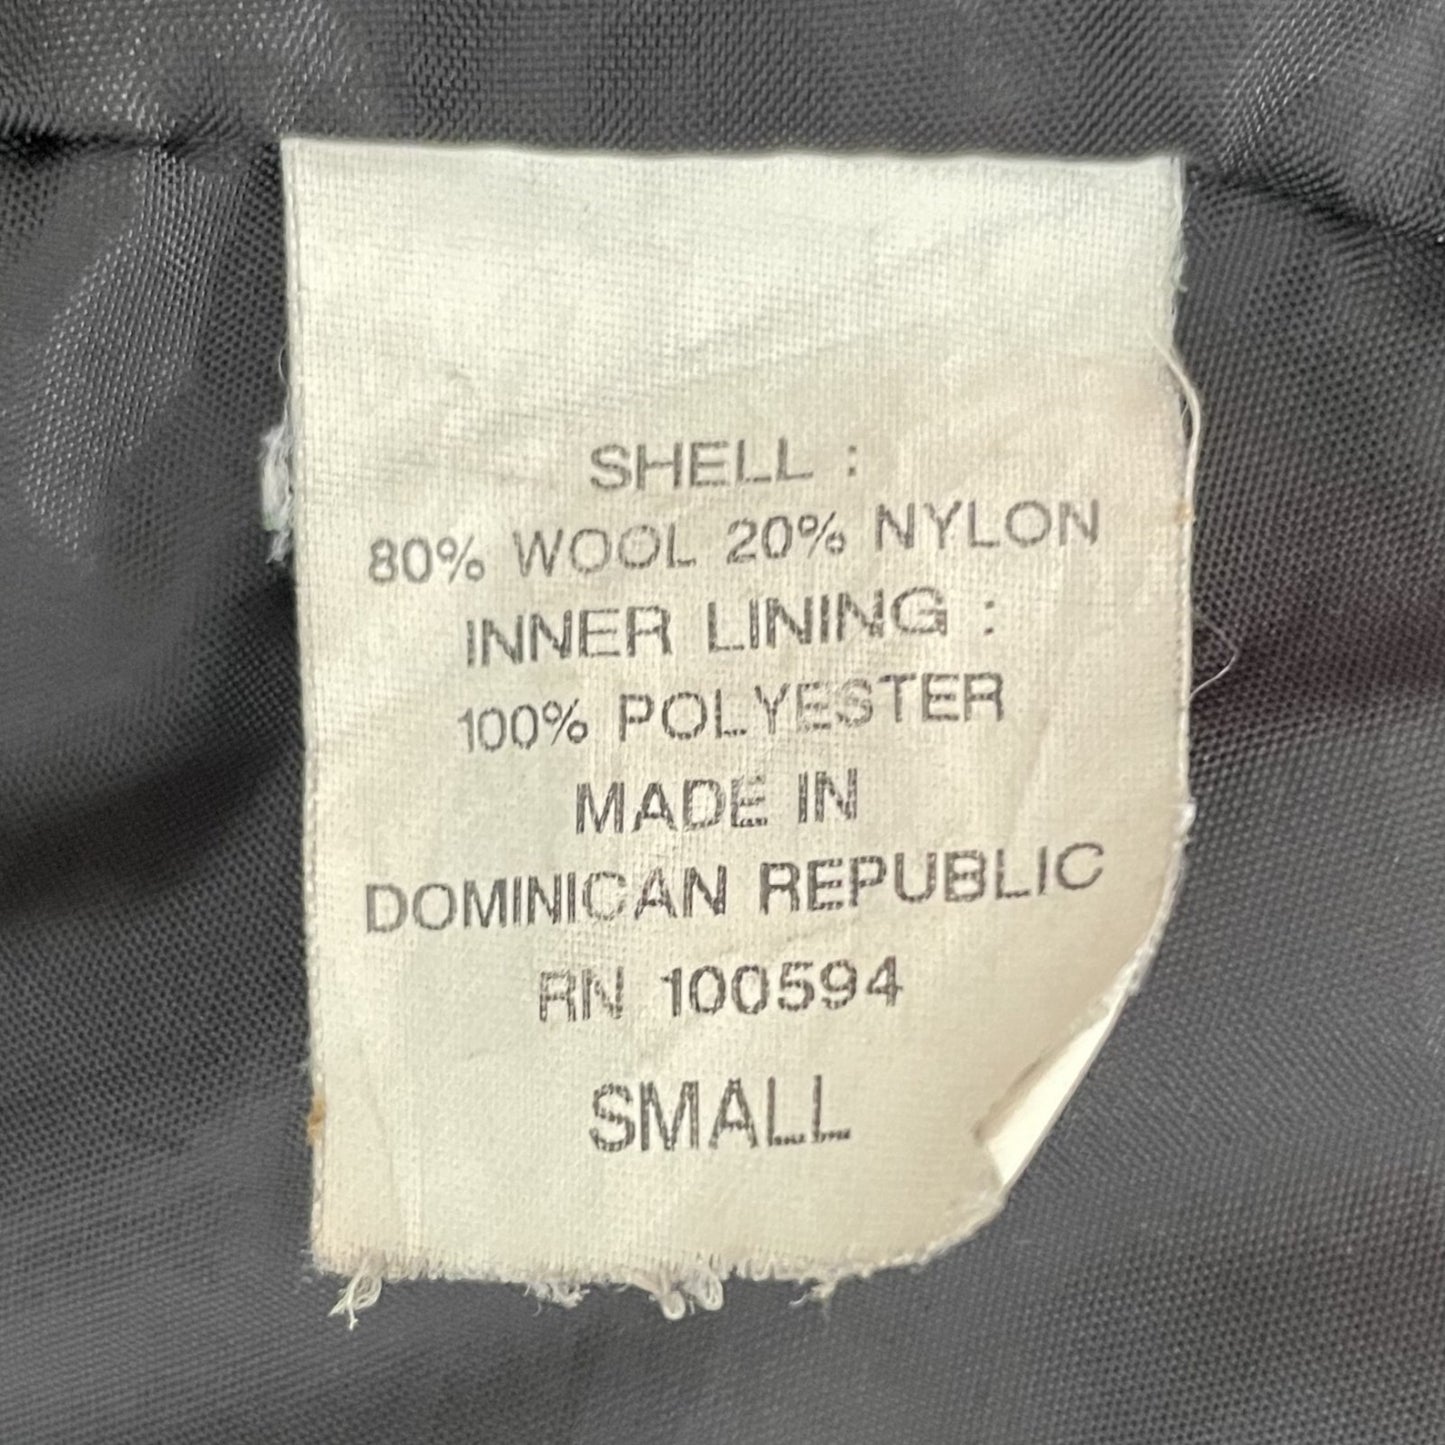 SHELL :
80% WOOL 20% NYLON
INNER LINING :
100% POLYESTER
MADE IN
DOMINICAN REPUBLIC
RN 100594
SMALL